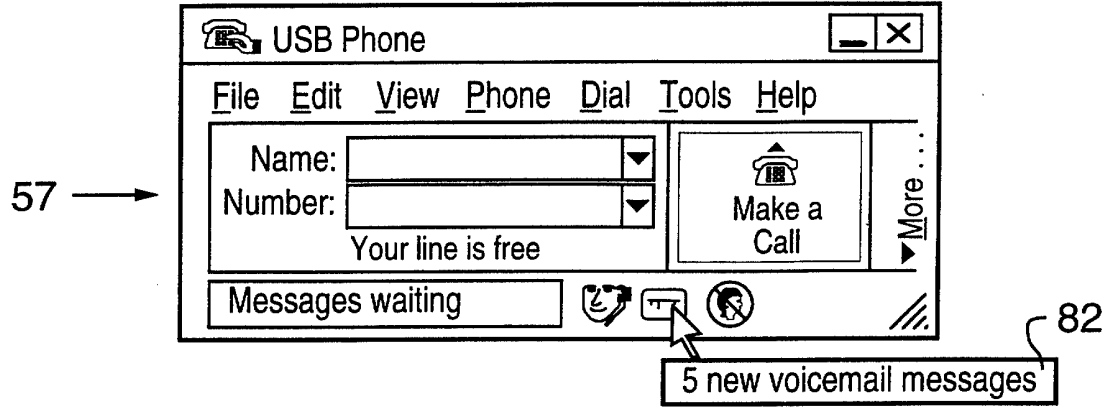 USB Phone
File Edit View Phone Dial Tools Help
Name:
Number:
Your line is free
Make a
Call
More...
57
Messages waiting
82
5 new voicemail messages